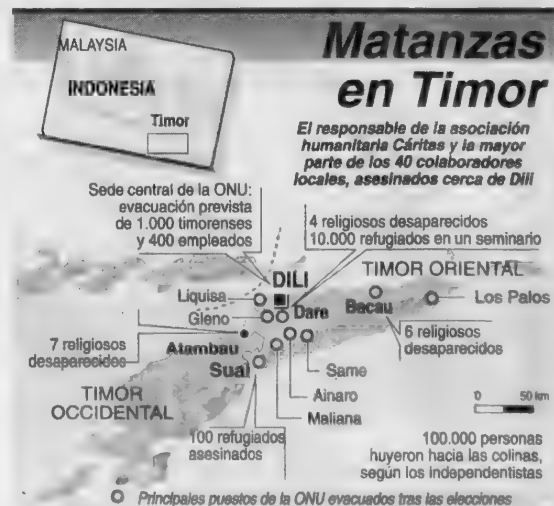 Matanzas
en Timor
MALAYSIA
INDONESIA
Timor
El responsable de la asociación
humanitaria Cáritas y la mayor
parte de los 40 colaboradores
locales, asesinados cerca de Dili
Sede central de la ONU:
evacuación prevista
de 1.000 timorenses
y 400 empleados
4 religiosos desaparecidos
10.000 refugiados en un seminario
DILI
TIMOR ORIENTAL
Liquisa
Gleno
Dare
Bacau
Los Palos
7 religiosos
desaparecidos
Atambau
6 religiosos
desaparecidos
Suai
Same
Ainaro
Maliana
TIMOR
OCCIDENTAL
100 refugiados
asesinados
0 50 km
100.000 personas
huyeron hacia las colinas,
según los independentistas
Principales puestos de la ONU evacuados tras las elecciones